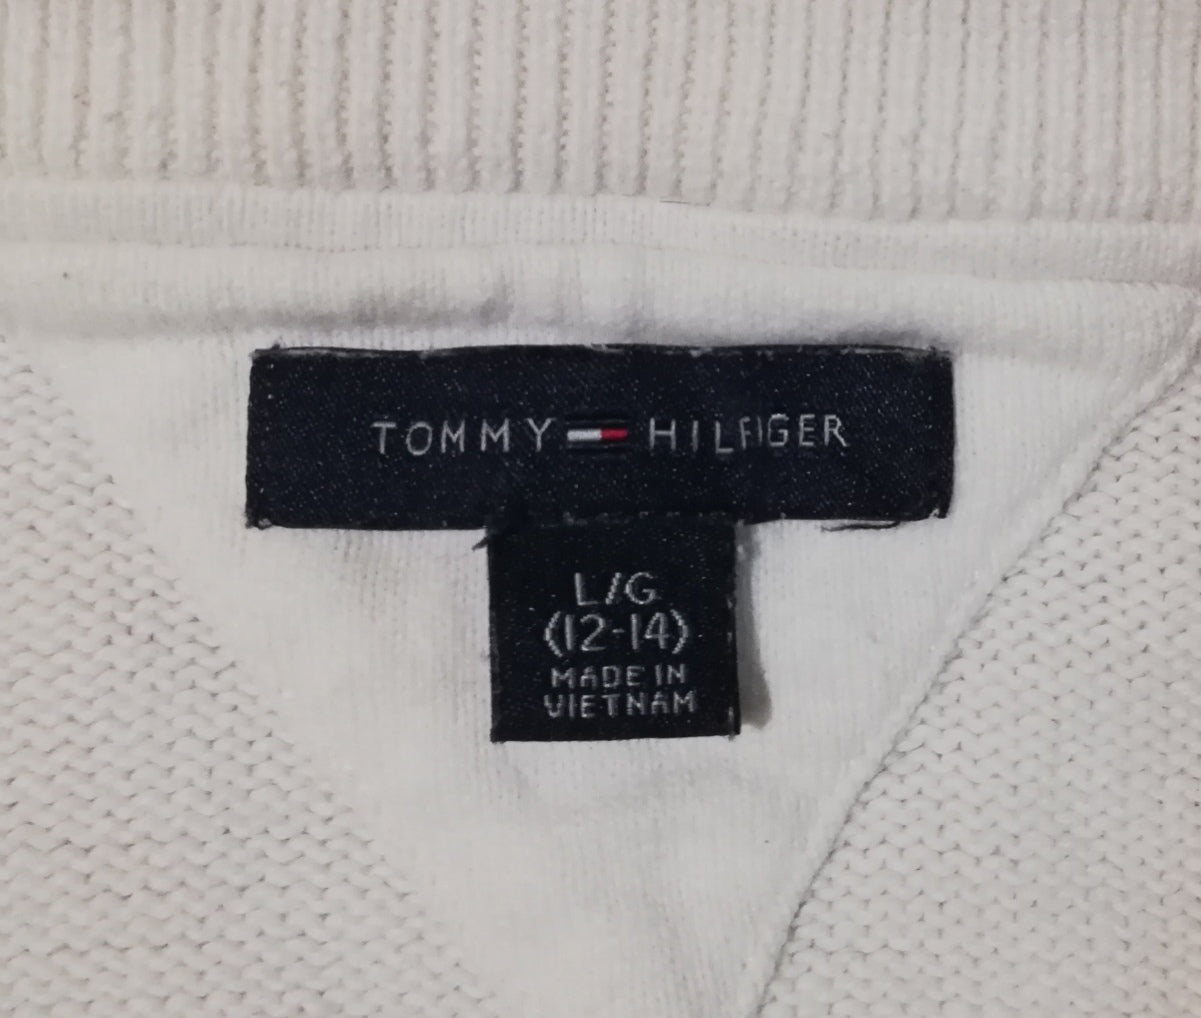 TOMMY HILFIGER
L/G
(12-14)
MADE IN
VIETNAM